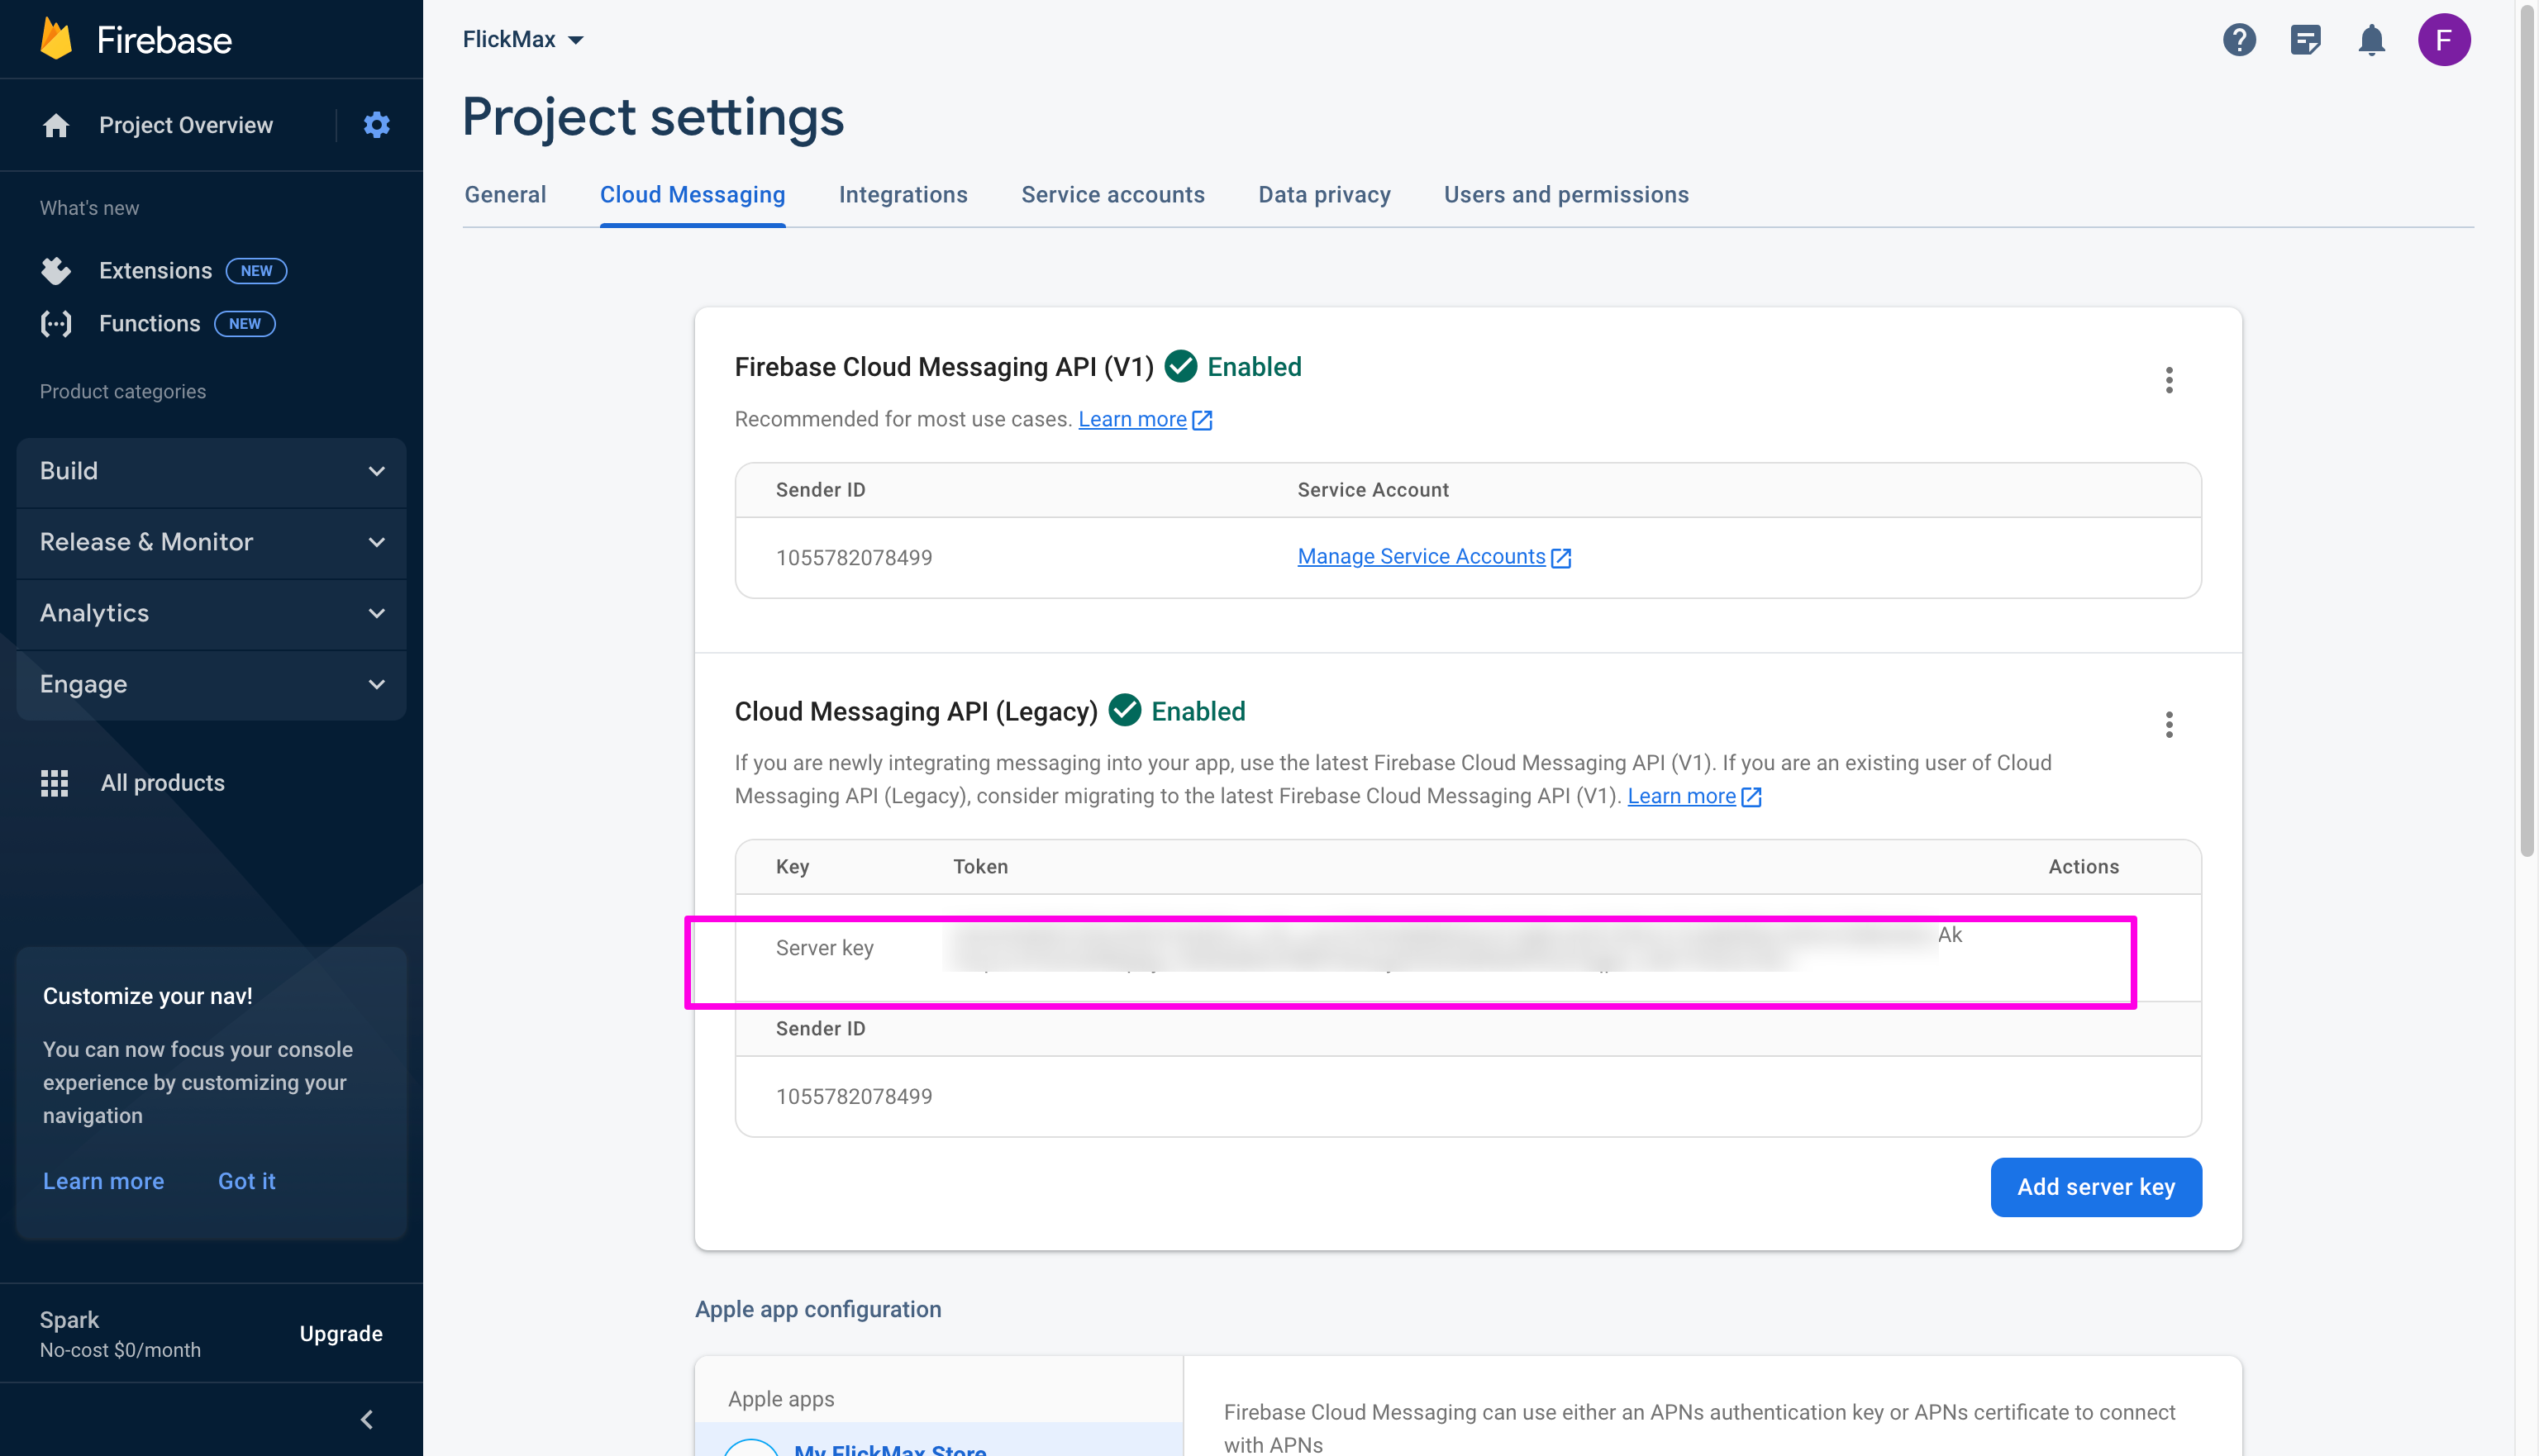 Firebase
Project Overview
What's new
Extensions NEW
Functions NEW
Product categories
Build
Release & Monitor
Analytics
Engage
All products
Customize your nav!
You can now focus your console
experience by customizing your
navigation
Learn more Got it
Spark
No-cost $0/month
Upgrade
FlickMax
F
Project settings
General Cloud Messaging Integrations Service accounts Data privacy Users and permissions
Firebase Cloud Messaging API (V1) Enabled
Recommended for most use cases. Learn more
Sender ID Service Account
1055782078499 Manage Service Accounts
Cloud Messaging API (Legacy) Enabled
If you are newly integrating messaging into your app, use the latest Firebase Cloud Messaging API (V1). If you are an existing user of Cloud
Messaging API (Legacy), consider migrating to the latest Firebase Cloud Messaging API (V1). Learn more
Key Token Actions
Server key Ak
Sender ID
1055782078499
Add server key
Apple app configuration
Apple apps
My FlickMax Store
Firebase Cloud Messaging can use either an APNs authentication key or APNs certificate to connect
with APNs